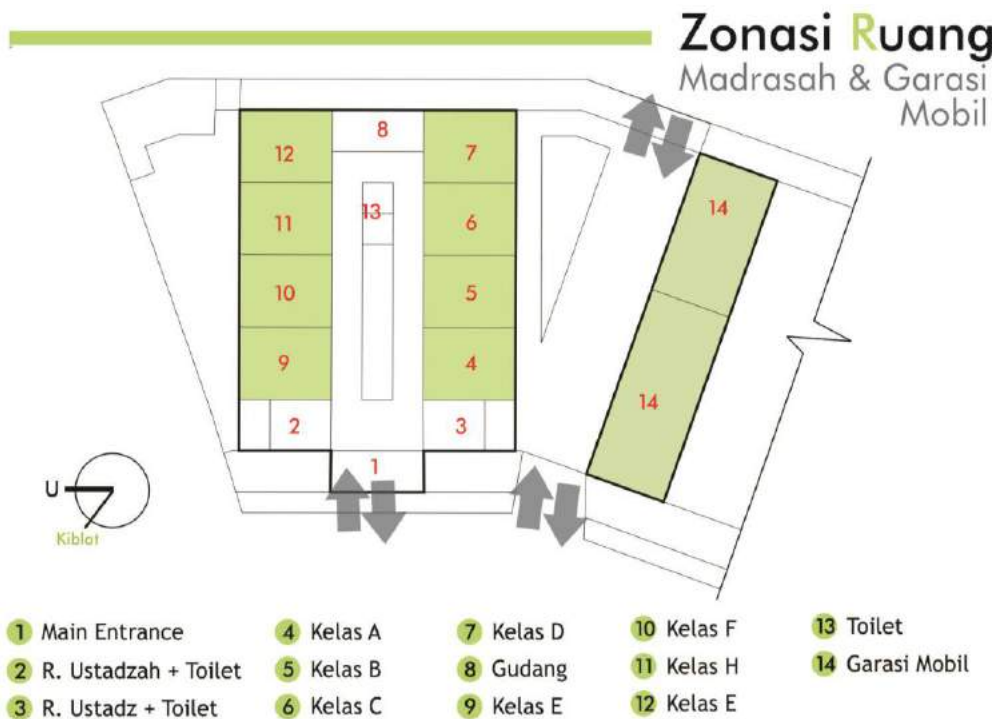 Zonasi Ruang
Madrasah & Garasi
Mobil
8
12
7
14
13
11
6
10
5
9
4
14
2
3
1
U
Kiblat
1 Main Entrance
2 R. Ustadzah + Toilet
3 R. Ustadz + Toilet
4 Kelas A
5 Kelas B
6 Kelas C
7 Kelas D
8 Gudang
9 Kelas E
10 Kelas F
11 Kelas H
12 Kelas E
13 Toilet
14 Garasi Mobil